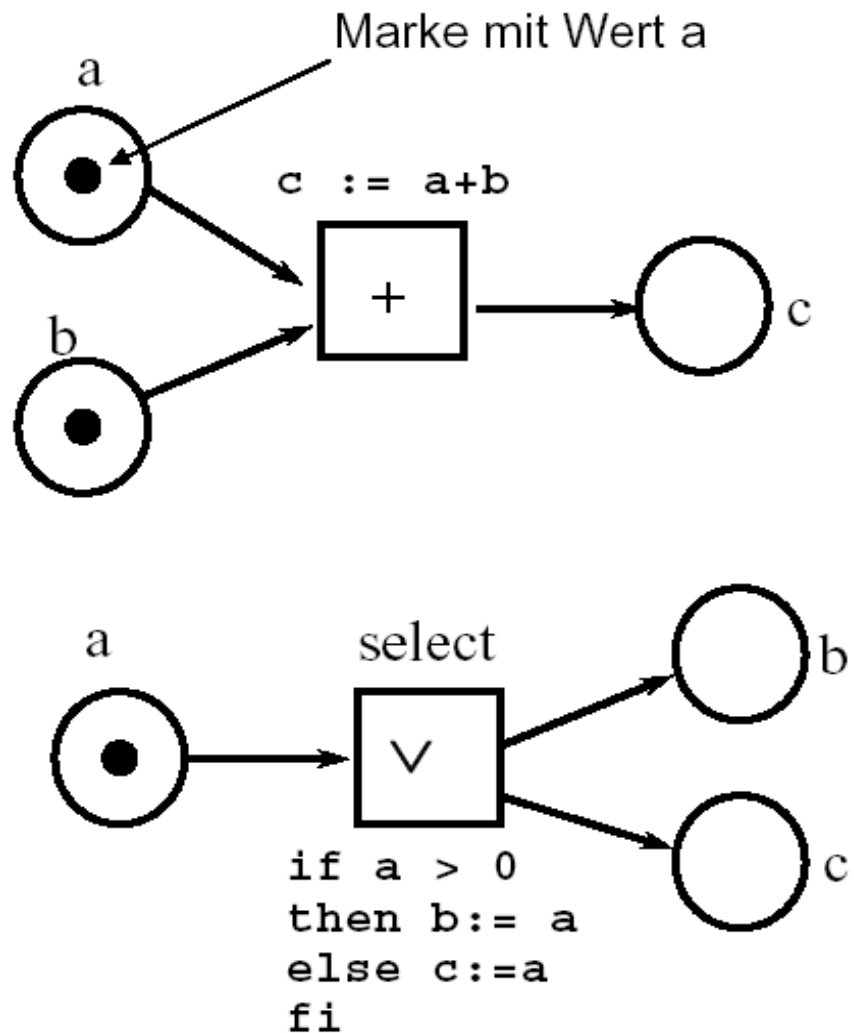 Marke mit Wert a
a
c := a+b
+
b
c
a
select
b
∨
c
if a > 0
then b:= a
else c:=a
fi